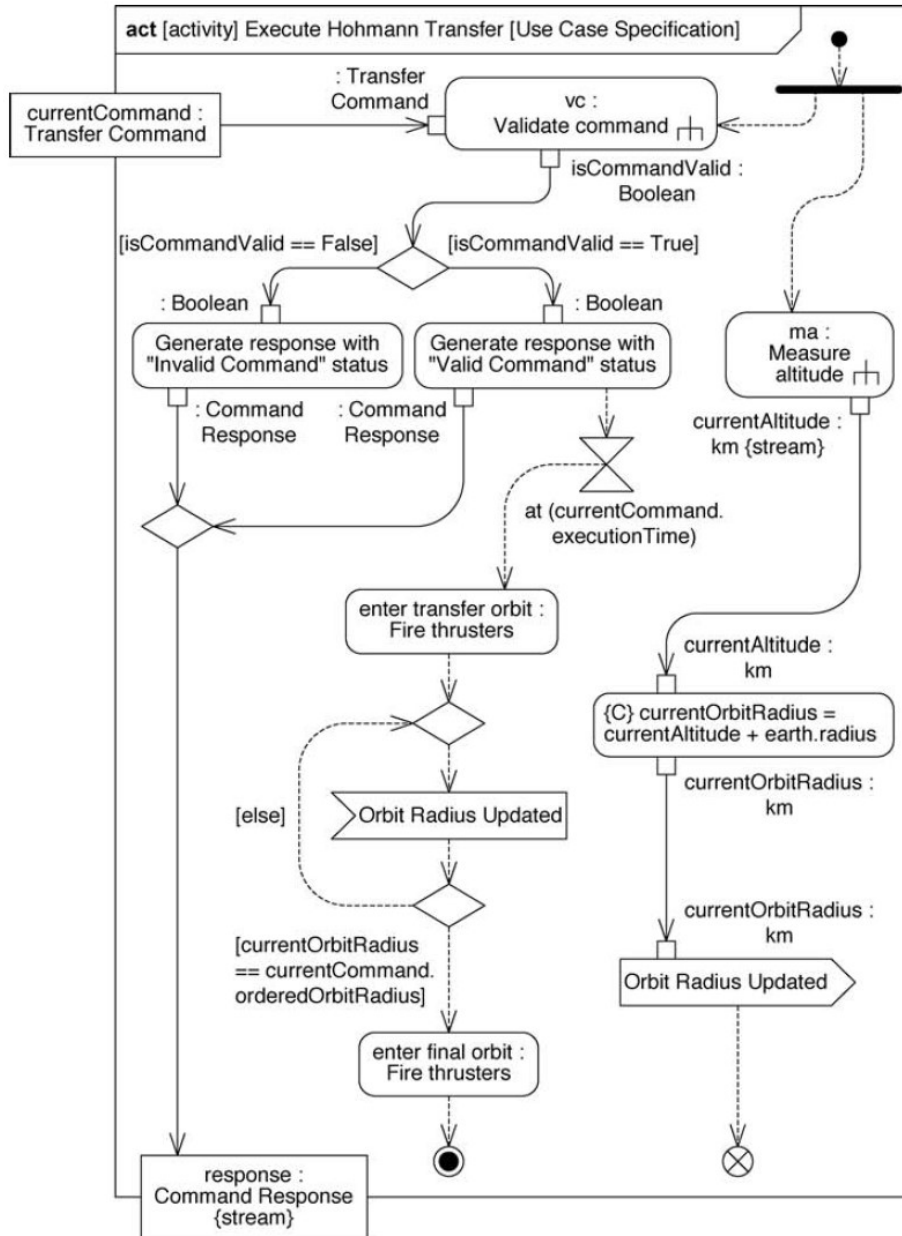 act [activity] Execute Hohmann Transfer [Use Case Specification]
currentCommand :
Transfer Command
: Transfer
Command
vc :
Validate command
isCommandValid :
Boolean
[isCommandValid == False]
[isCommandValid == True]
: Boolean
: Boolean
Generate response with
"Invalid Command" status
Generate response with
"Valid Command" status
ma :
Measure
altitude
: Command
Response
: Command
Response
currentAltitude :
km {stream}
at (currentCommand.
executionTime)
enter transfer orbit :
Fire thrusters
currentAltitude :
km
{C} currentOrbitRadius =
currentAltitude + earth.radius
currentOrbitRadius :
km
[else]
Orbit Radius Updated
currentOrbitRadius :
km
[currentOrbitRadius
== currentCommand.
orderedOrbitRadius]
Orbit Radius Updated
enter final orbit :
Fire thrusters
response :
Command Response
{stream}